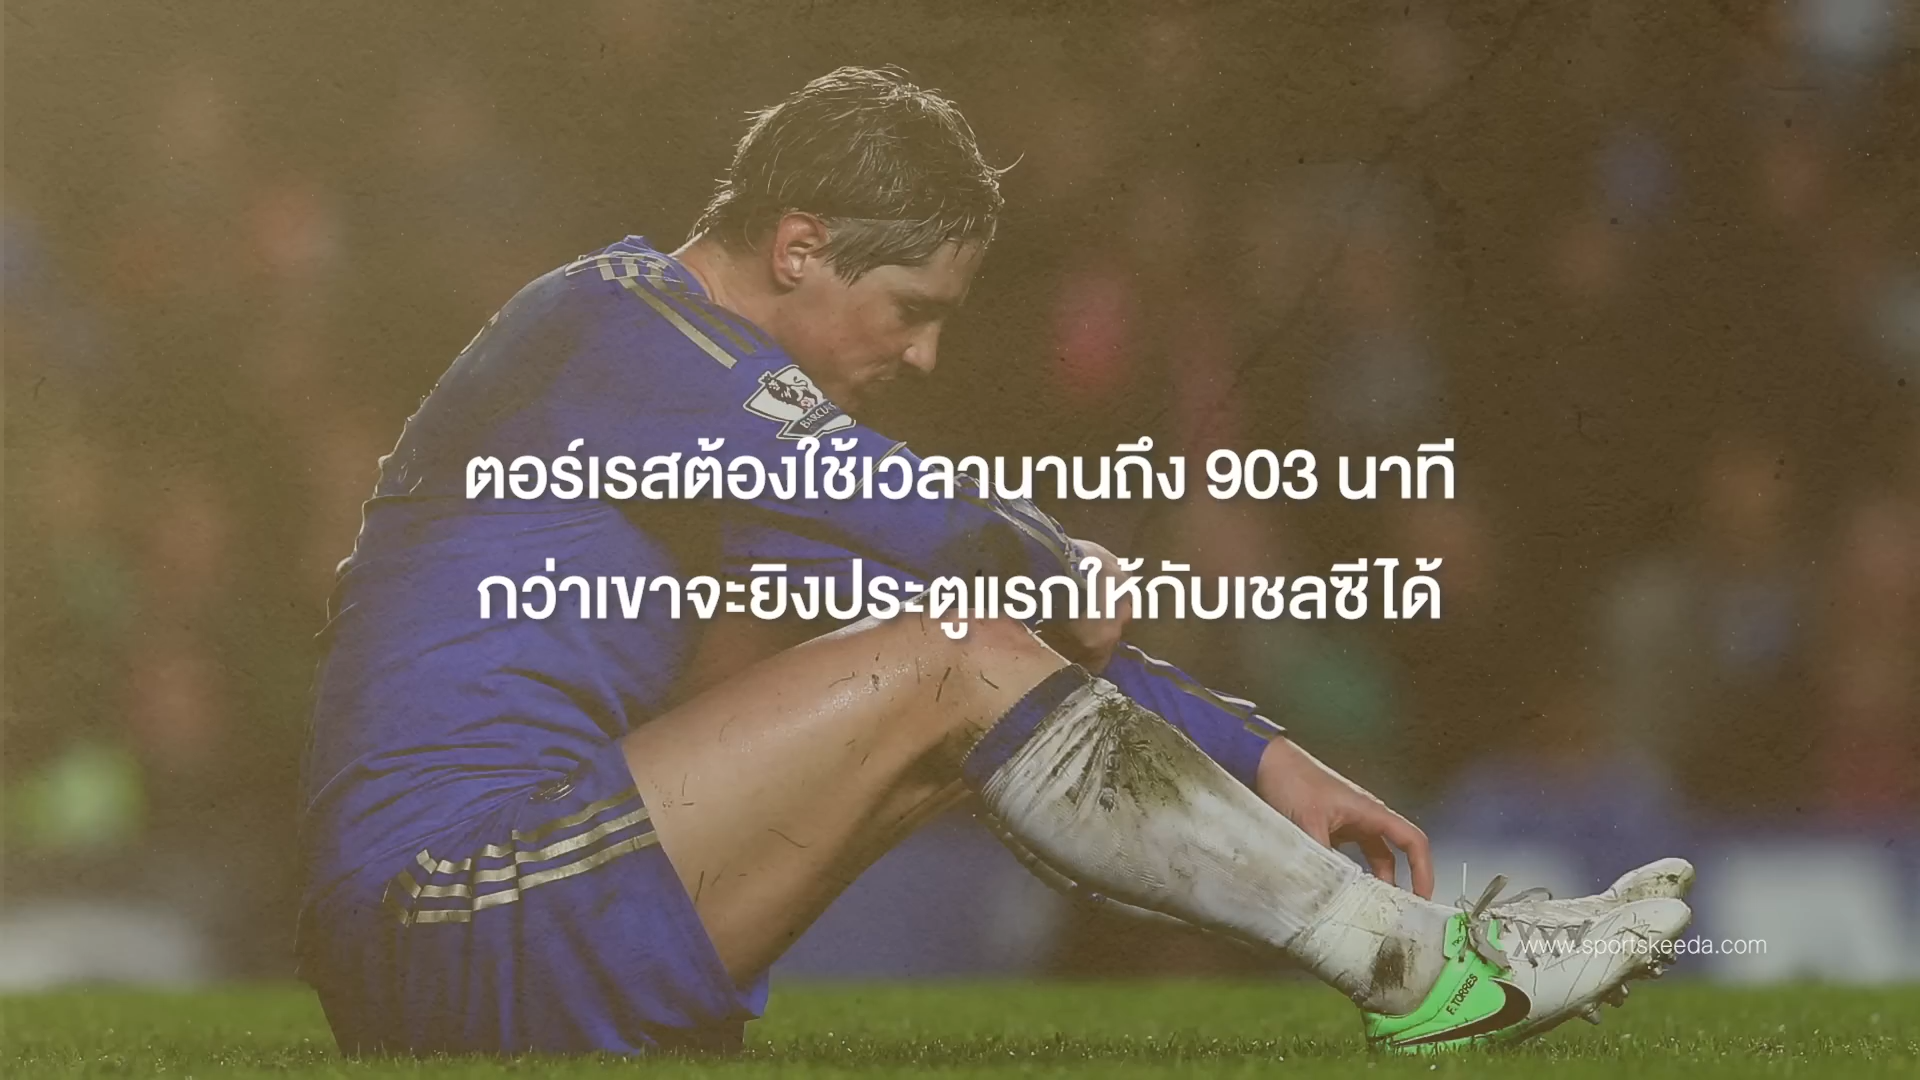 BARCL
ตอร์เรสต้องใช้เวลานานถึง 903 นาที
กว่าเขาจะยิงประตูแรกให้กับเชลซีได้
www.sportskeeda.com
F.TORRES